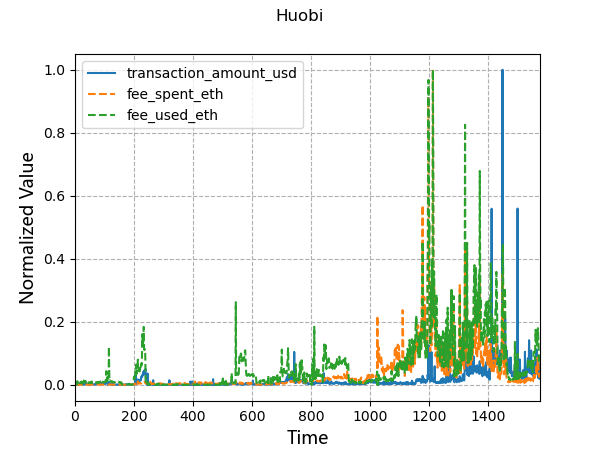 Huobi
transaction_amount_usd
fee_spent_eth
fee_used_eth
Normalized Value
1.0
0.8
0.6
0.4
0.2
0.0
0 200 400 600 800 1000 1200 1400
Time